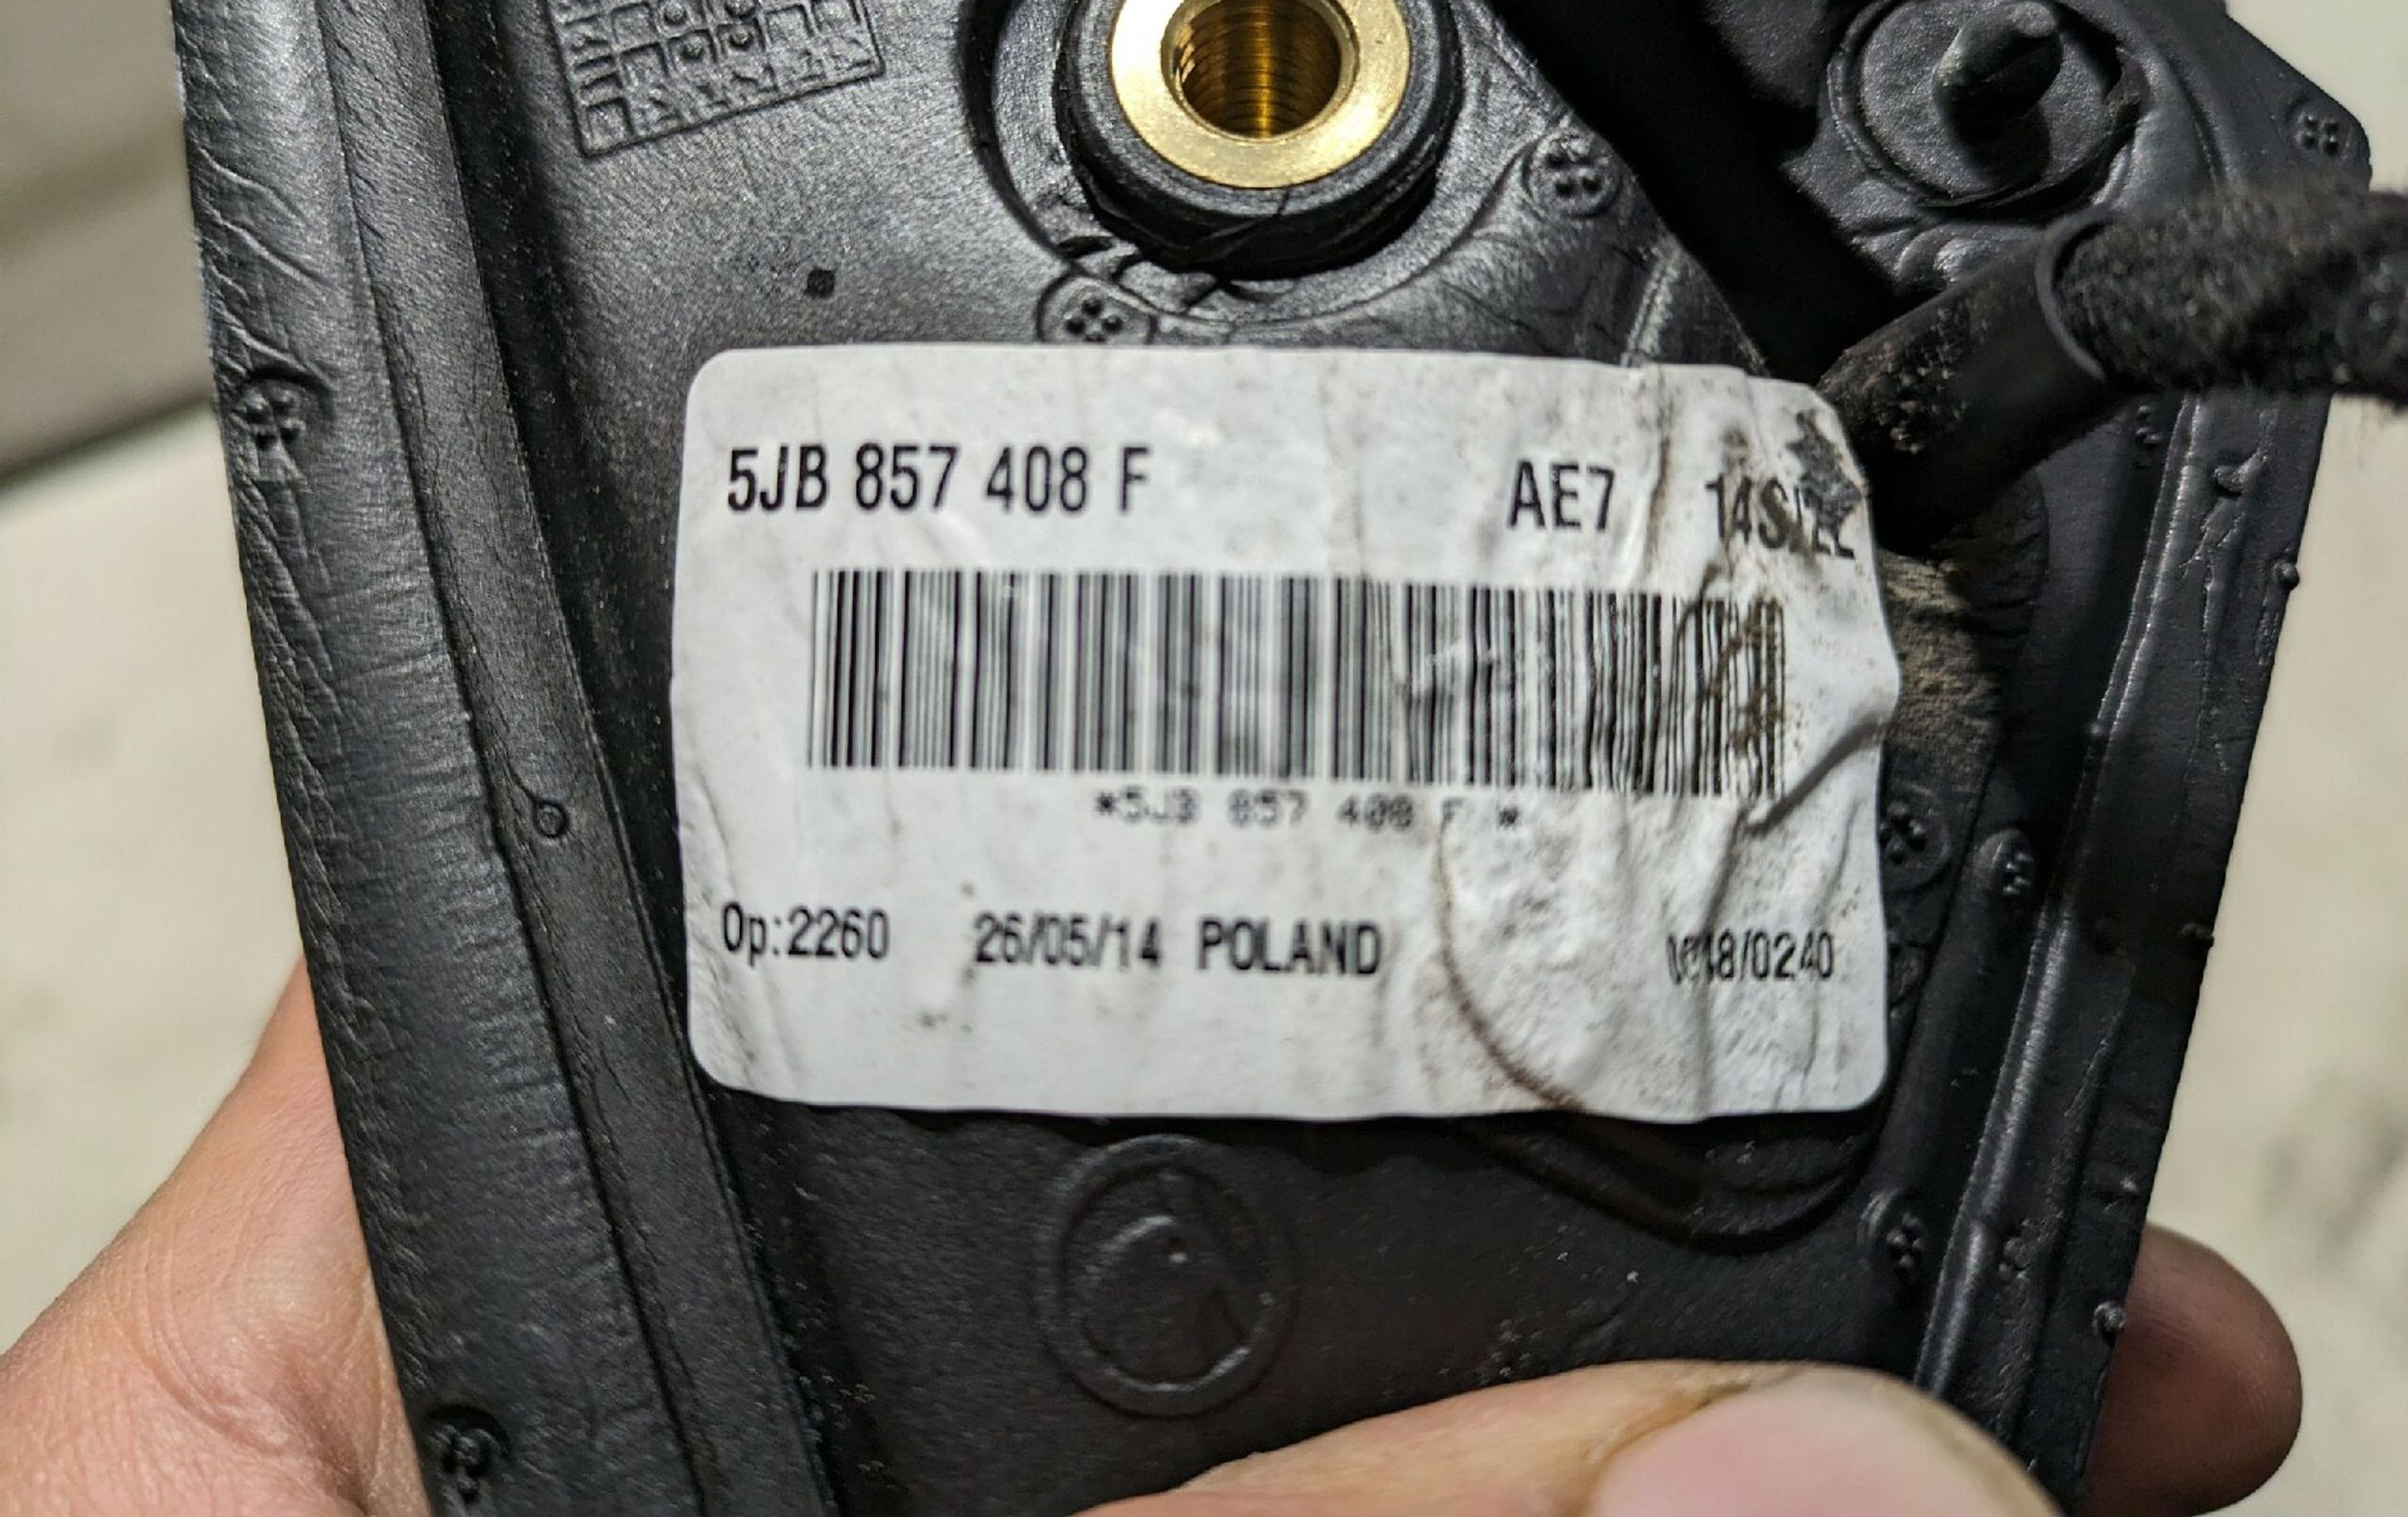 5JB 857 408 F AE7
*5JB 857 408 F *
Op:2260 26/05/14 POLAND